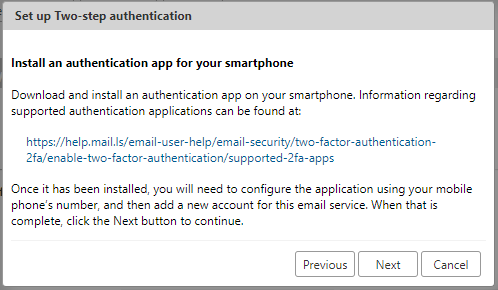 Set up Two-step authentication
Install an authentication app for your smartphone
Download and install an authentication app on your smartphone. Information regarding
supported authentication applications can be found at:
https://help.mail.ls/email-user-help/email-security/two-factor-authentication-
2fa/enable-two-factor-authentication/supported-2fa-apps
Once it has been installed, you will need to configure the application using your mobile
phone's number, and then add a new account for this email service. When that is
complete, click the Next button to continue.
Previous Next Cancel